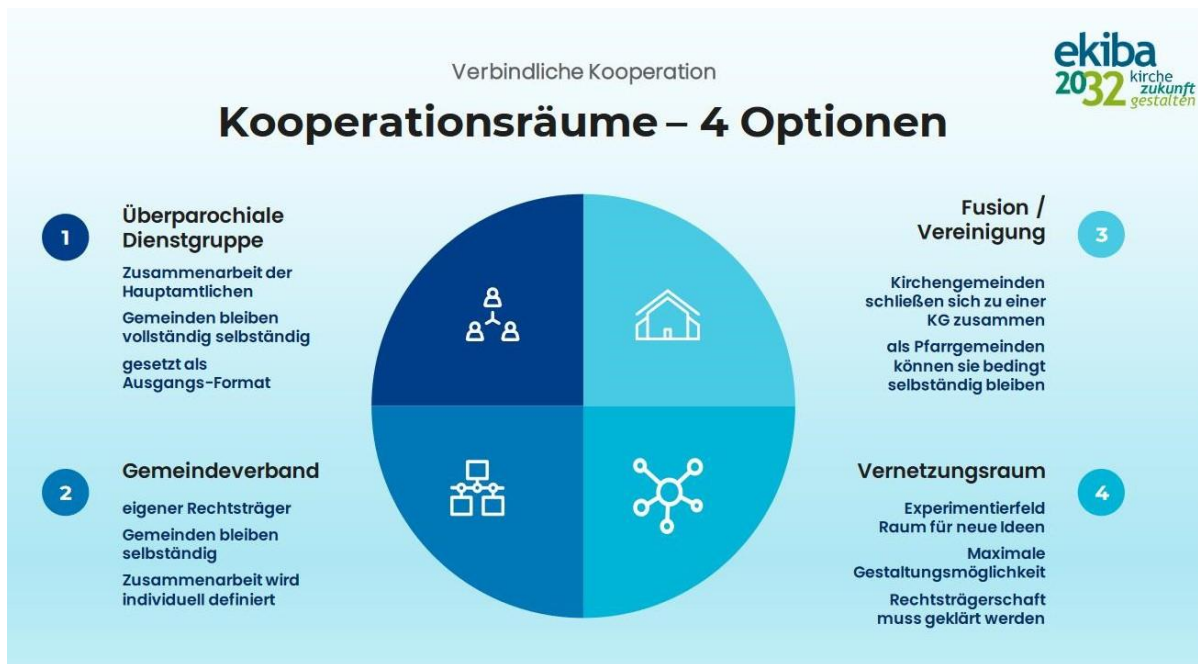 Verbindliche Kooperation
Kooperationsräume – 4 Optionen
ekiba
2032 kirche
zukunft
gestalten
1
Überparochiale
Dienstgruppe
Zusammenarbeit der
Hauptamtlichen
Gemeinden bleiben
vollständig selbständig
gesetzt als
Ausgangs-Format
2
Gemeindeverband
eigener Rechtsträger
Gemeinden bleiben
selbständig
Zusammenarbeit wird
individuell definiert
Fusion /
Vereinigung
3
Kirchengemeinden
schließen sich zu einer
KG zusammen
als Pfarrgemeinden
können sie bedingt
selbständig bleiben
Vernetzungsraum
4
Experimentierfeld
Raum für neue Ideen
Maximale
Gestaltungsmöglichkeit
Rechtsträgerschaft
muss geklärt werden